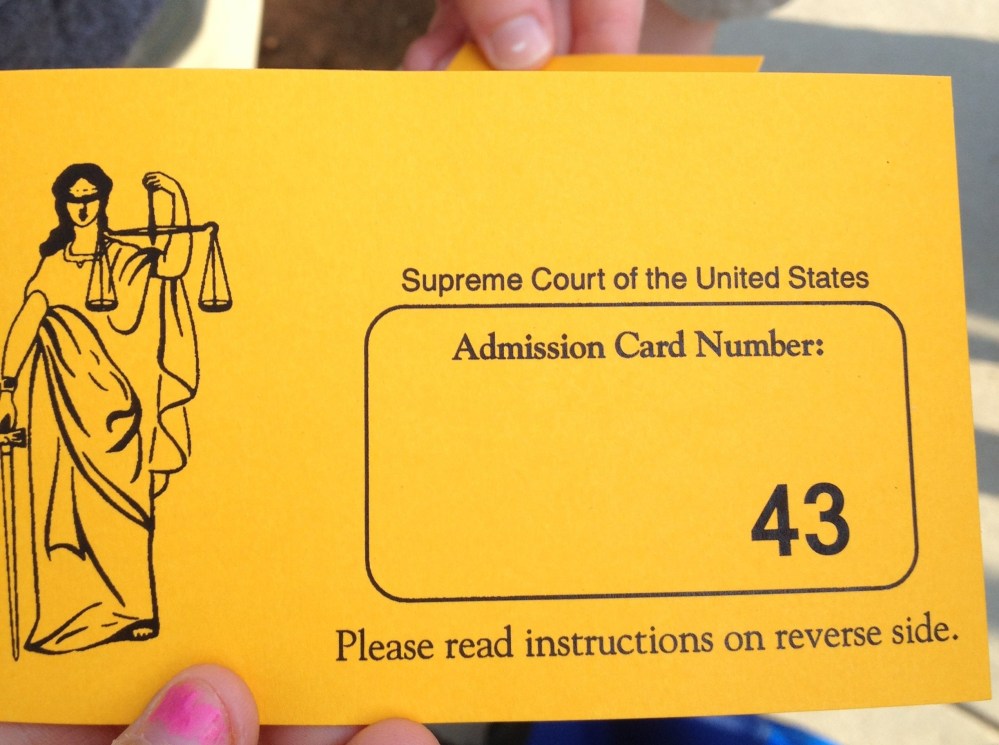 Supreme Court of the United States
Admission Card Number:
43
Please read instructions on reverse side.